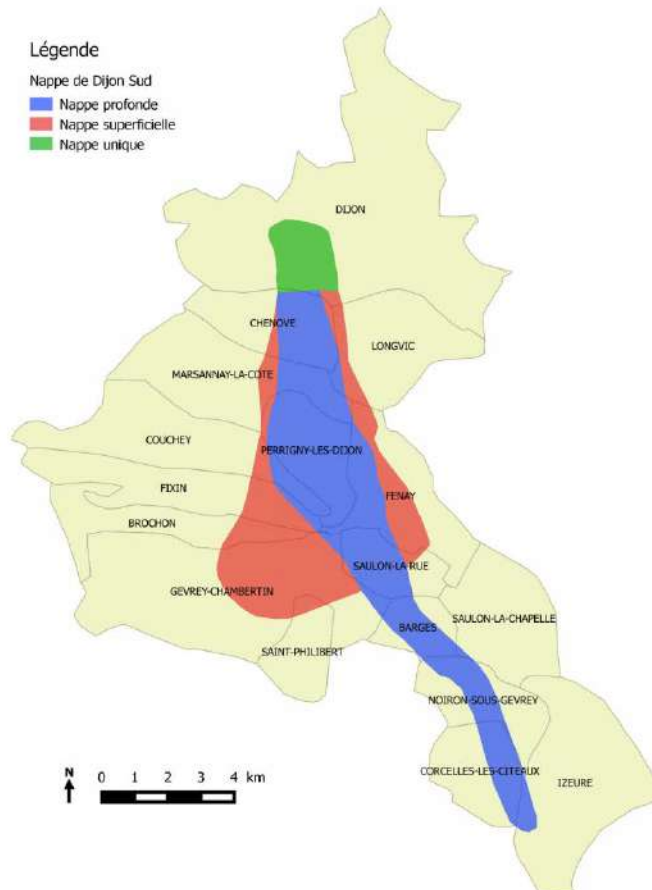 Légende
Nappe de Dijon Sud
Nappe profonde
Nappe superficielle
Nappe unique
DIJON
CHENOVE
LONGVIC
MARSANNAY-LA-COTE
COUCHEY
PERRIGNY-LES-DIJON
FIXIN
FENAY
BROCHON
SAULON-LA-RUE
GEVREY-CHAMBERTIN
SAULON-LA-CHAPELLE
BARGES
SAINT-PHILIBERT
NOIRON-SOUS-GEVREY
CORCELLES-LES-CITEAUX
IZEURE
N
0 1 2 3 4 km